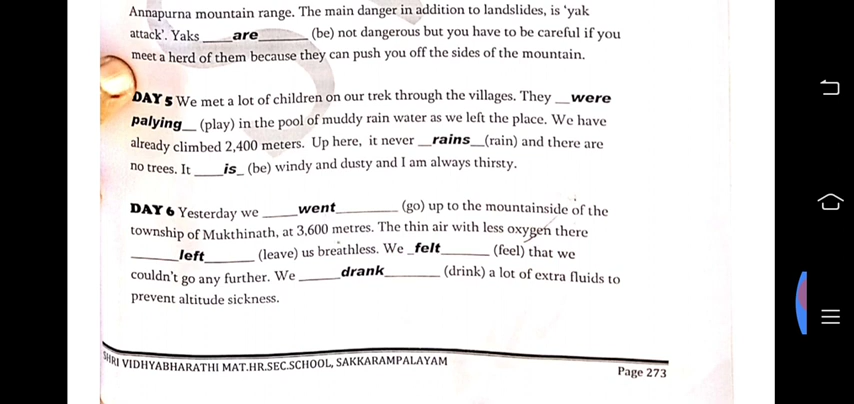 Annapurna mountain range. The main danger in addition to landslides, is 'yak
attack'. Yaks ____are_______ (be) not dangerous but you have to be careful if you
meet a herd of them because they can push you off the sides of the mountain.
DAY 5 We met a lot of children on our trek through the villages. They __were
palying__ (play) in the pool of muddy rain water as we left the place. We have
already climbed 2,400 meters. Up here, it never __rains__(rain) and there are
no trees. It ____is_ (be) windy and dusty and I am always thirsty.
DAY 6 Yesterday we _____went_________ (go) up to the mountainside of the
township of Mukthinath, at 3,600 metres. The thin air with less oxygen there
_______left_______ (leave) us breathless. We _felt_______ (feel) that we
couldn't go any further. We ______drank________ (drink) a lot of extra fluids to
prevent altitude sickness.
SHRI VIDHYABHARATHI MAT.HR.SEC.SCHOOL, SAKKARAMPALAYAM
Page 273